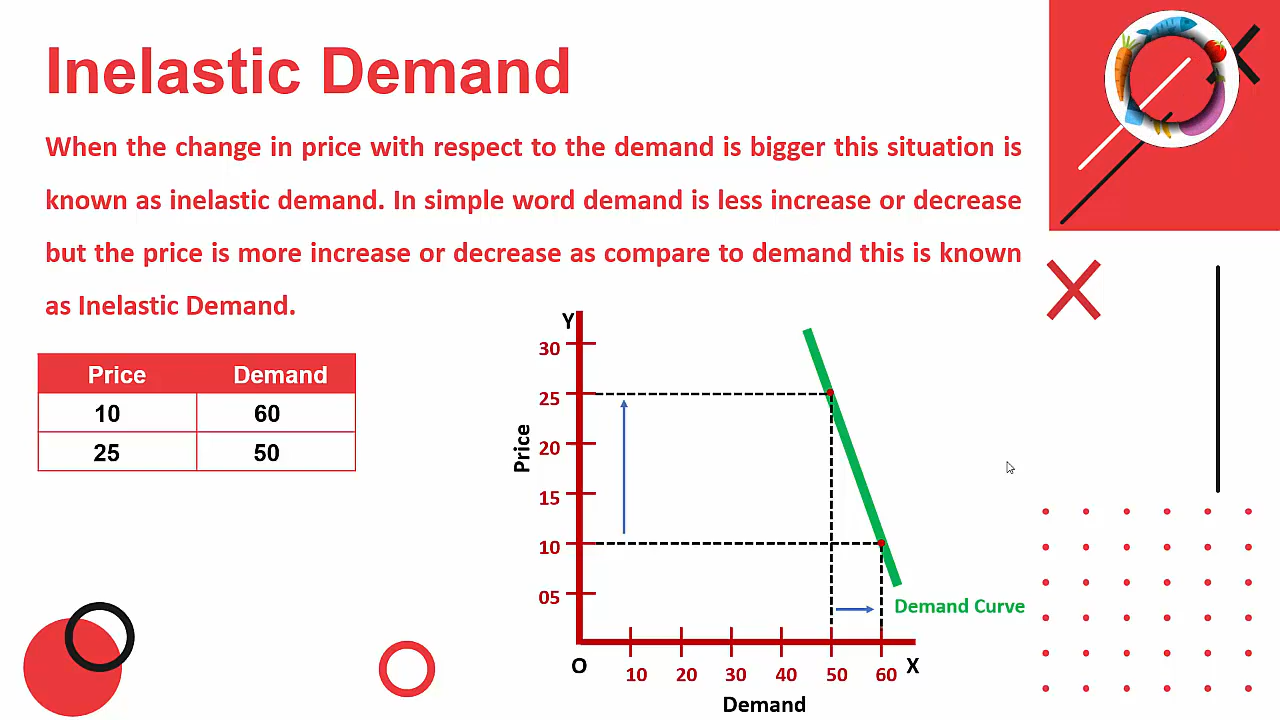 Inelastic Demand
When the change in price with respect to the demand is bigger this situation is
known as inelastic demand. In simple word demand is less increase or decrease
but the price is more increase or decrease as compare to demand this is known
as Inelastic Demand.
Price Demand
10 60
25 50
Y
30
25
20
15
10
05
Price
Demand Curve
O
10 20 30 40 50 60
X
Demand